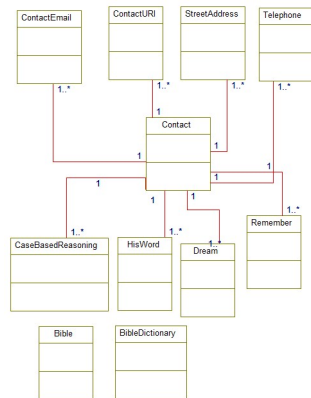 ContactEmail
ContactURI
StreetAddress
Telephone
1..*
1..*
1..*
1..*
1
Contact
1
1
1
1
1
1
1
1..*
1..*
1..*
1..*
CaseBasedReasoning
HisWord
Dream
Remember
Bible
BibleDictionary